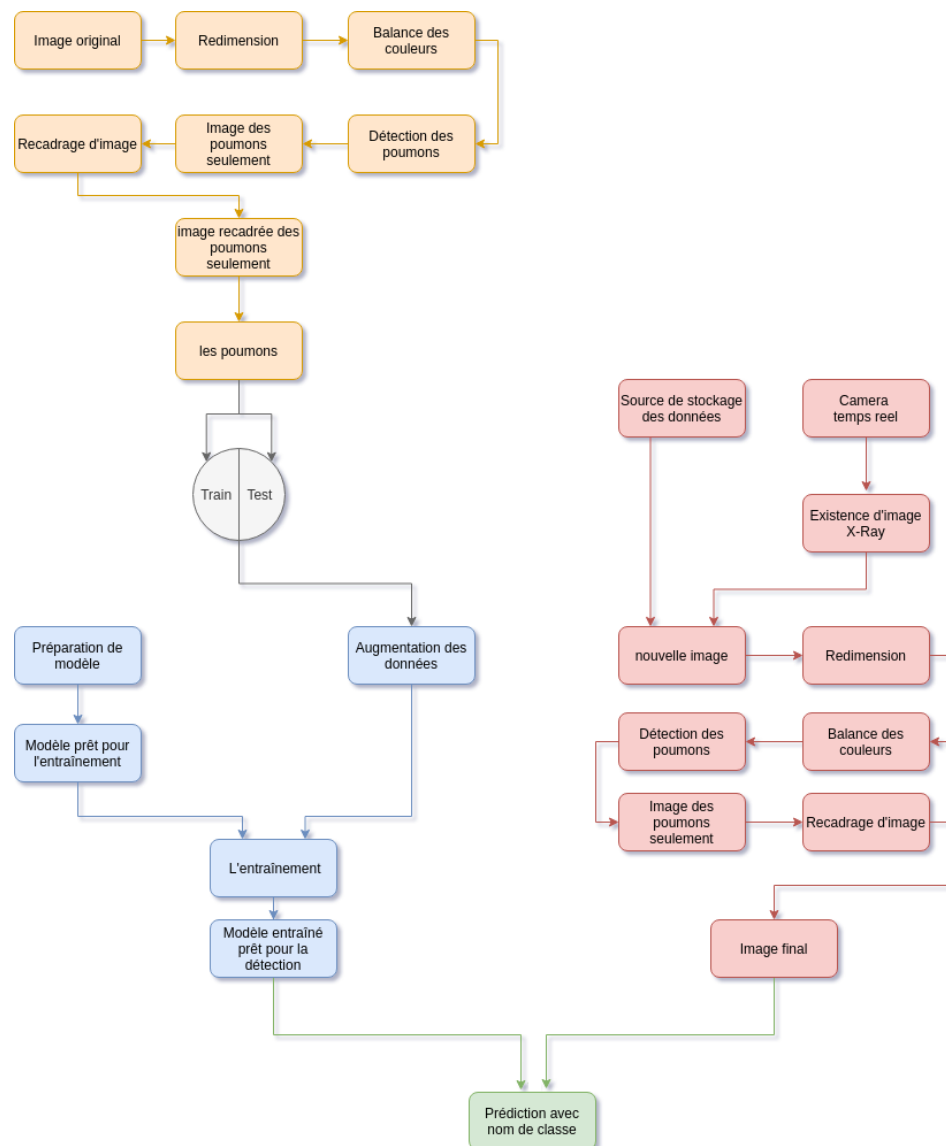 Image original
Redimension
Balance des
couleurs
Recadrage d'image
Image des
poumons
seulement
Détection des
poumons
image recadrée des
poumons
seulement
les poumons
Train
Test
Source de stockage
des données
Camera
temps reel
Existence d'image
X-Ray
Préparation de
modèle
Augmentation des
données
nouvelle image
Redimension
Modèle prêt pour
l'entraînement
Détection des
poumons
Balance des
couleurs
Image des
poumons
seulement
Recadrage d'image
L'entraînement
Modèle entraîné
prêt pour la
détection
Image final
Prédiction avec
nom de classe